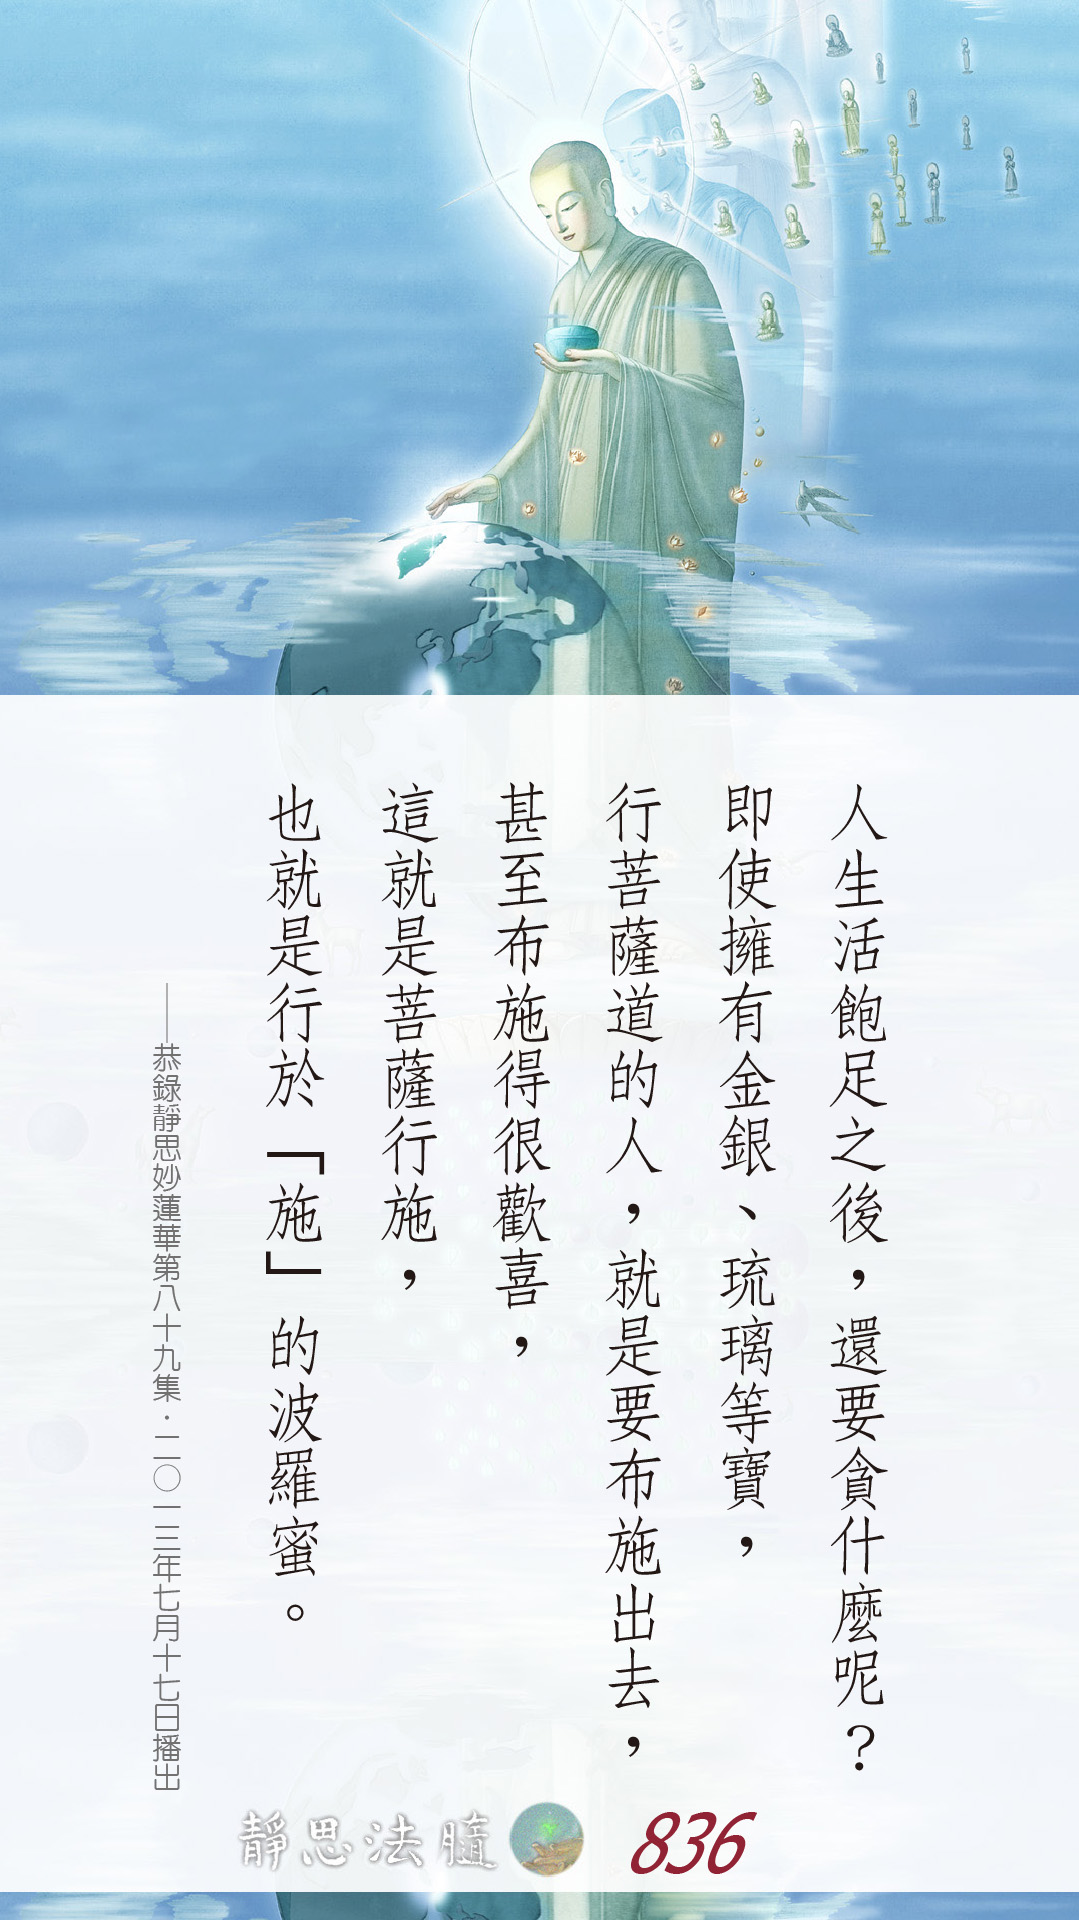 人生活飽足之後，還要貪什麼呢？
即使擁有金銀、琉璃等寶，
行菩薩道的人，就是要布施出去，
甚至布施得很歡喜，
這就是菩薩行施，
也就是行於「施」的波羅蜜。
——恭錄靜思妙蓮華第八十九集．二〇一三年七月十七日播出
靜思法髓
836